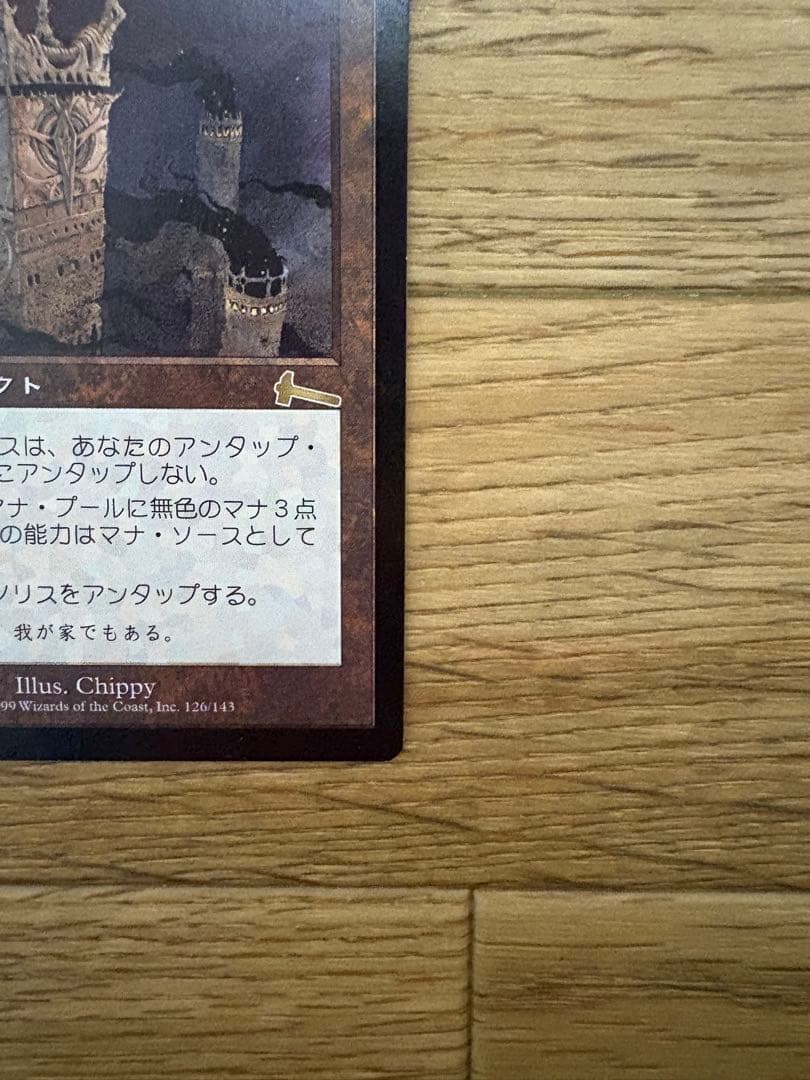 クト
スは、あなたのアンタップ・
にアンタップしない。
マナ・プールに無色のマナ3点
の能力はマナ・ソースとして
ノリスをアンタップする。
我が家でもある。
Illus. Chippy
99 Wizards of the Coast, Inc. 126/143